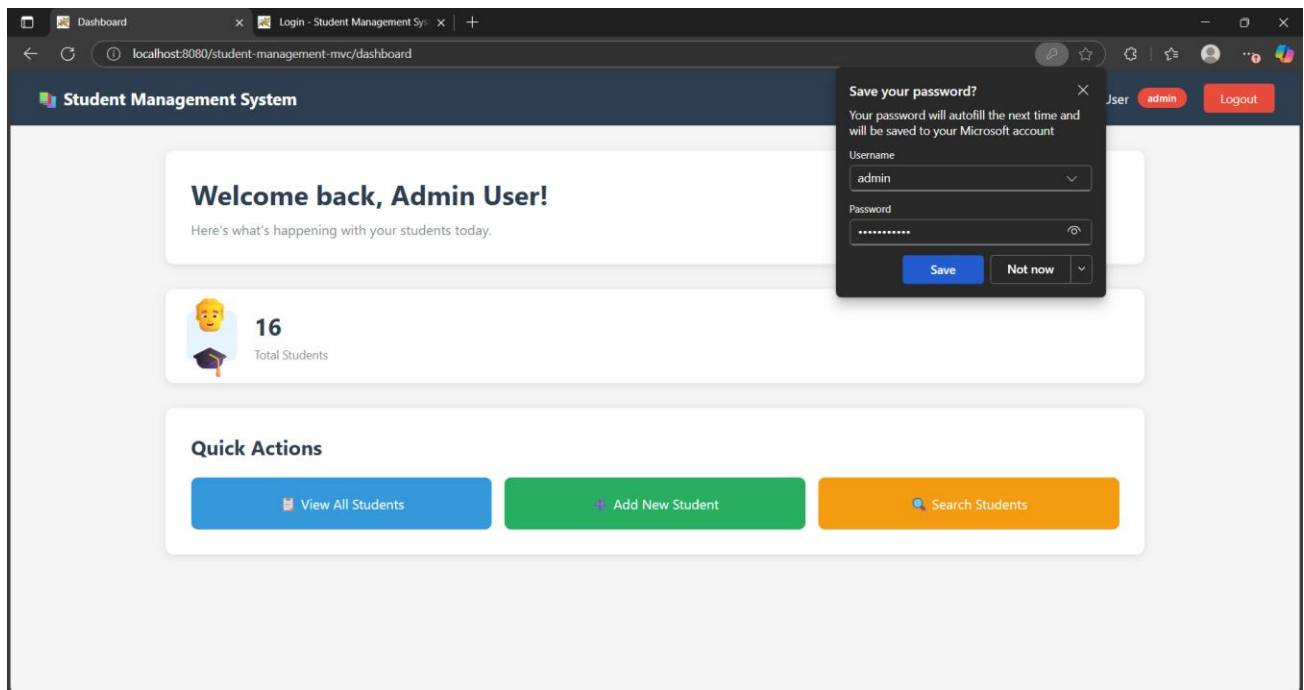 Dashboard
Login - Student Management Sys
localhost:8080/student-management-mvc/dashboard
Student Management System
User
admin
Logout
Save your password?
Your password will autofill the next time and
will be saved to your Microsoft account
Username
admin
Password
•••••••••••
Save
Not now
Welcome back, Admin User!
Here's what's happening with your students today.
16
Total Students
Quick Actions
View All Students
Add New Student
Search Students